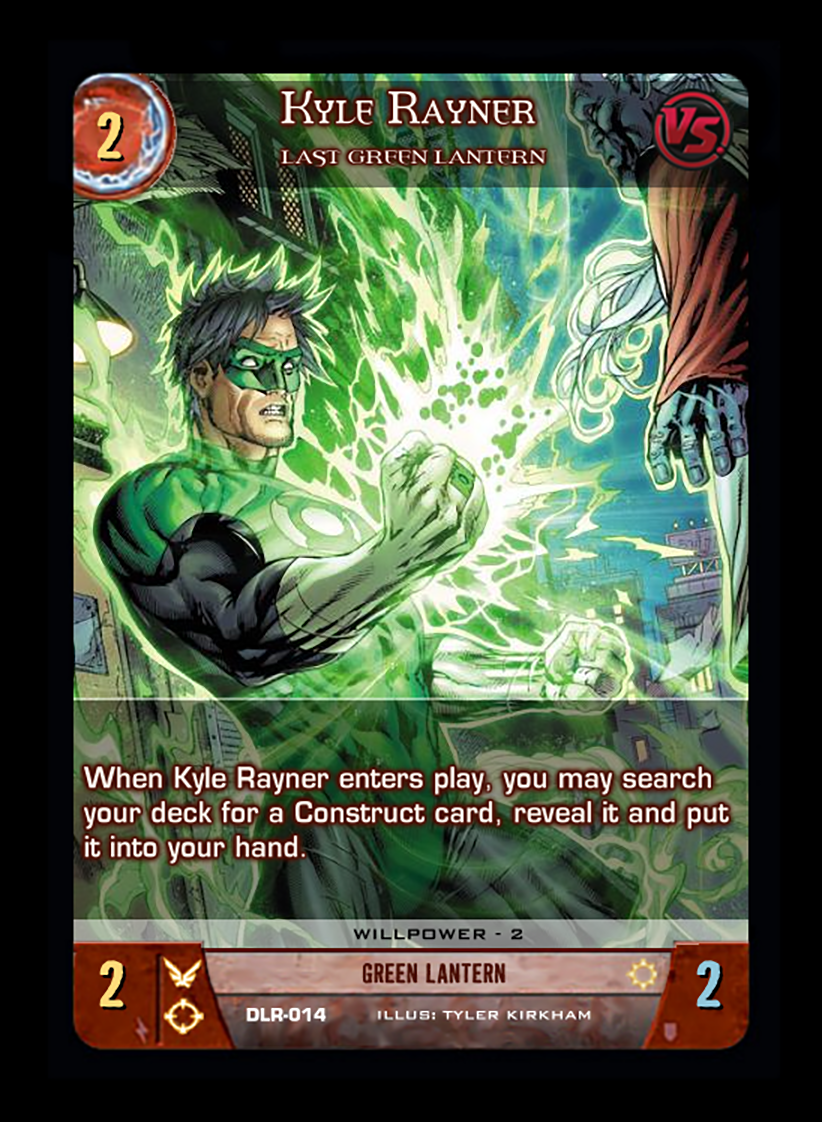 2
Kyle Rayner
VS.
LAST GREEN LANTERN
When Kyle Rayner enters play, you may search
your deck for a Construct card, reveal it and put
it into your hand.
WILLPOWER - 2
2
GREEN LANTERN
2
DLR-014
ILLUS: TYLER KIRKHAM